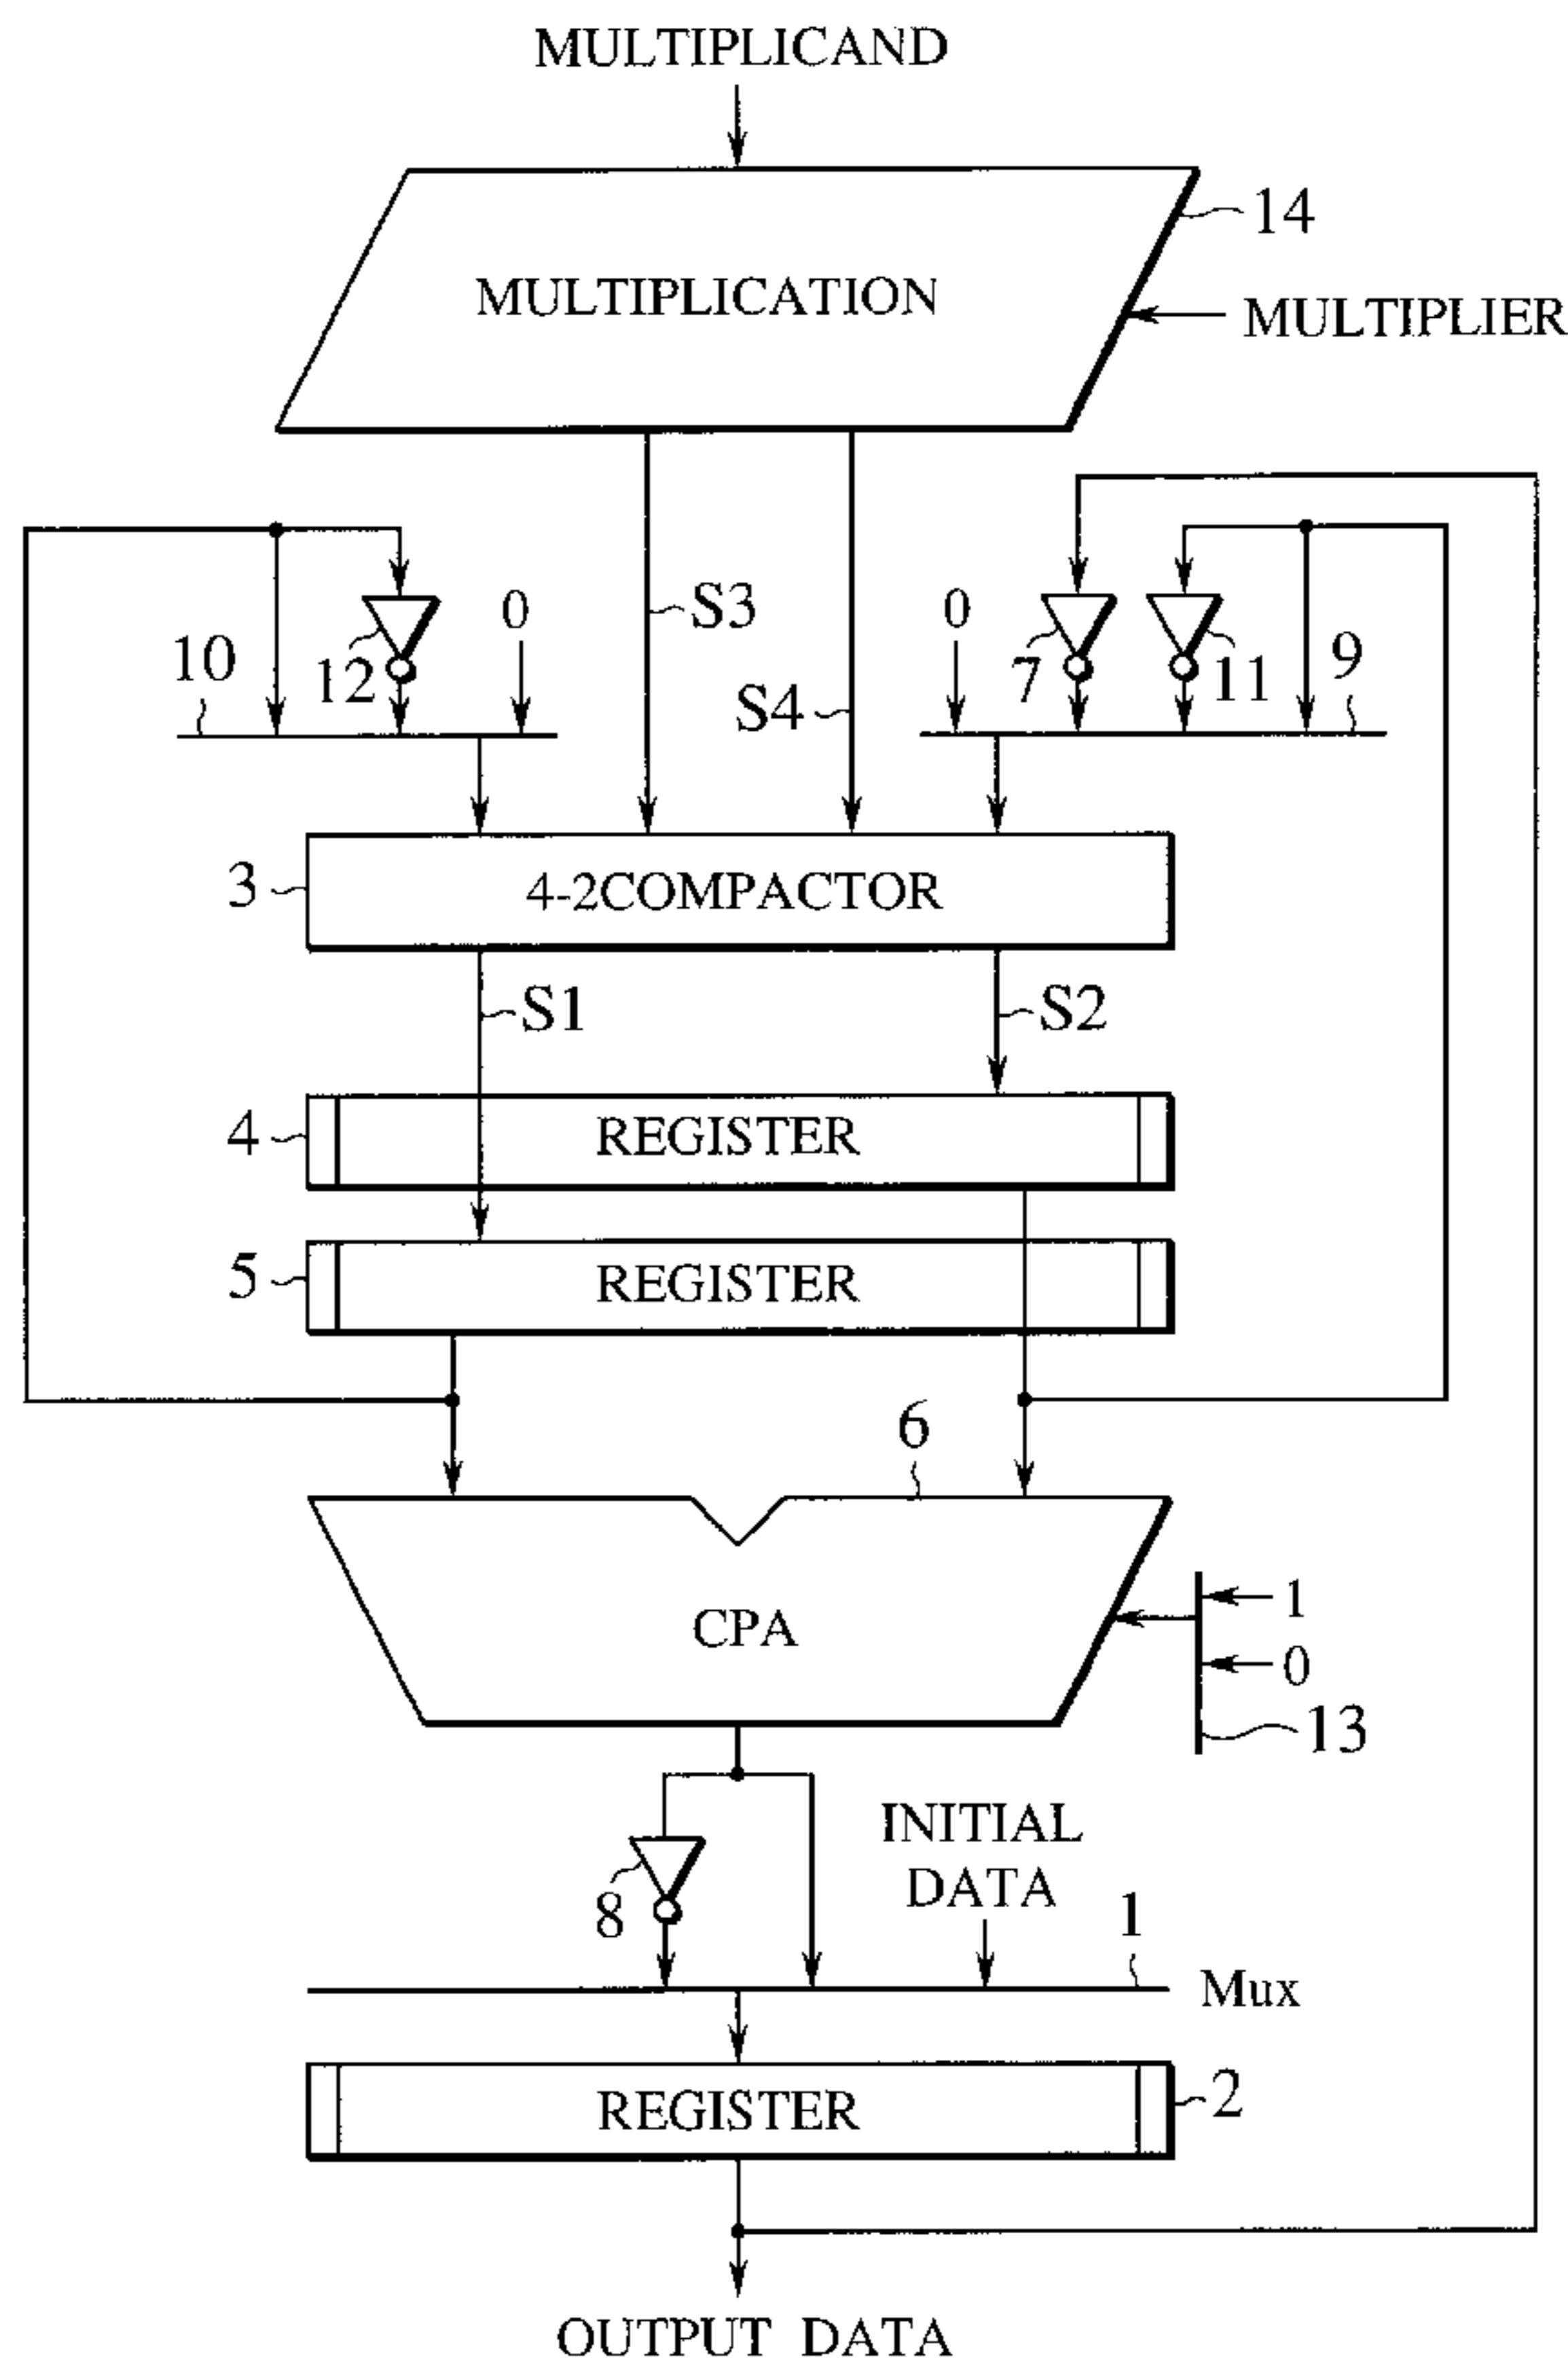 MULTIPLICAND
14
MULTIPLICATION
MULTIPLIER
S3
0
0
10
12
7
11
9
S4
3
4-2COMPACTOR
S1
S2
4
REGISTER
5
REGISTER
6
1
CPA
0
13
INITIAL
DATA
8
1
Mux
REGISTER
2
OUTPUT DATA